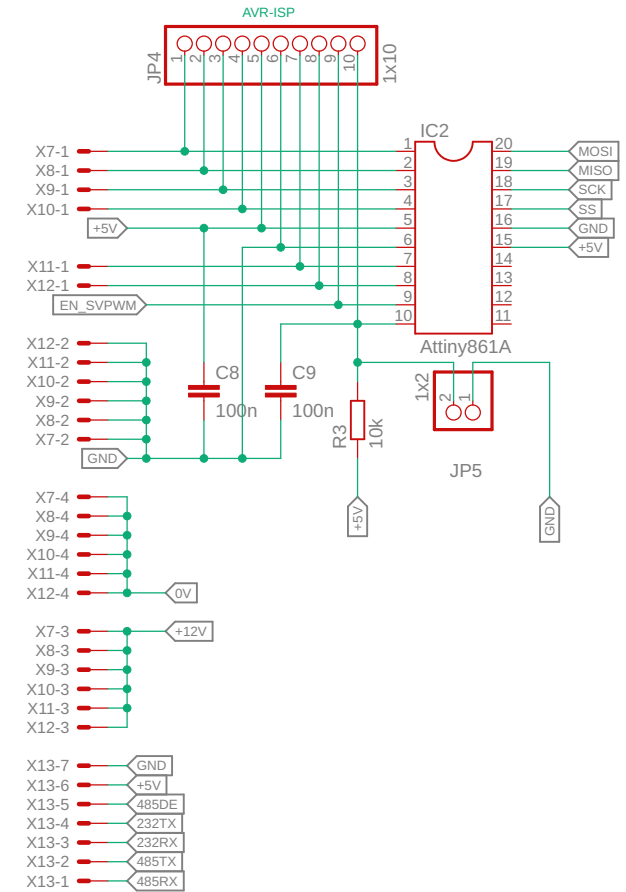 AVR-ISP
JP4
1 2 3 4 5 6 7 8 9 10
1x10
IC2
X7-1 1 20 MOSI
X8-1 2 19 MISO
X9-1 3 18 SCK
X10-1 4 17 SS
+5V 5 16 GND
6 15 +5V
X11-1 7 14
X12-1 8 13
EN_SVPWM 9 12
10 11
Attiny861A
X12-2
X11-2
X10-2
X9-2
X8-2
X7-2
GND
C8
100n
C9
100n
R3
10k
+5V
1x2
2 1
JP5
GND
X7-4
X8-4
X9-4
X10-4
X11-4
X12-4 0V
X7-3 +12V
X8-3
X9-3
X10-3
X11-3
X12-3
X13-7 GND
X13-6 +5V
X13-5 485DE
X13-4 232TX
X13-3 232RX
X13-2 485TX
X13-1 485RX